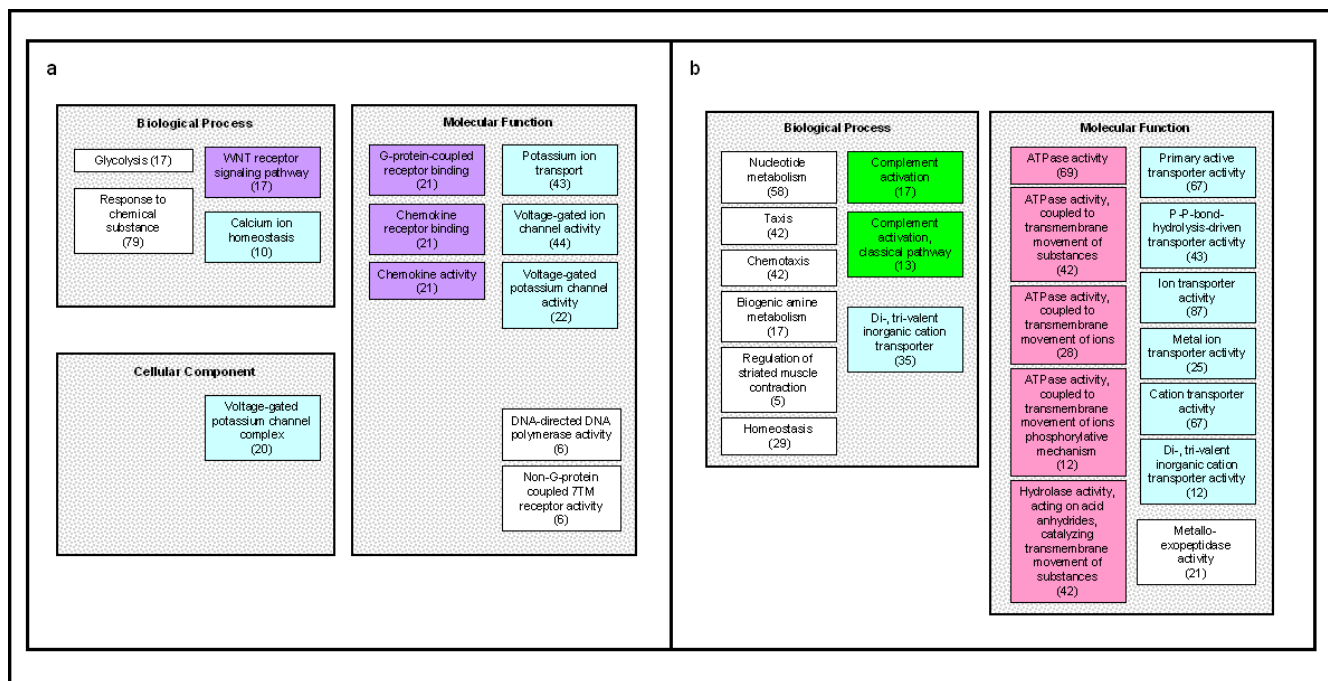 a
Biological Process
Glycolysis (17)
Response to
chemical
substance
(79)
WNT receptor
signaling pathway
(17)
Calcium ion
homeostasis
(10)
Cellular Component
Voltage-gated
potassium channel
complex
(20)
Molecular Function
G-protein-coupled
receptor binding
(21)
Chemokine
receptor binding
(21)
Chemokine activity
(21)
Potassium ion
transport
(43)
Voltage-gated ion
channel activity
(44)
Voltage-gated
potassium channel
activity
(22)
DNA-directed DNA
polymerase activity
(6)
Non-G-protein
coupled 7TM
receptor activity
(6)
b
Biological Process
Nucleotide
metabolism
(58)
Taxis
(42)
Chemotaxis
(42)
Biogenic amine
metabolism
(17)
Regulation of
striated muscle
contraction
(5)
Homeostasis
(29)
Complement
activation
(17)
Complement
activation,
classical pathway
(13)
Di-, tri-valent
inorganic cation
transporter
(35)
Molecular Function
ATPase activity
(69)
ATPase activity,
coupled to
transmembrane
movement of
substances
(42)
ATPase activity,
coupled to
transmembrane
movement of ions
(28)
ATPase activity,
coupled to
transmembrane
movement of ions
phosphorylative
mechanism
(12)
Hydrolase activity,
acting on acid
anhydrides,
catalyzing
transmembrane
movement of
substances
(42)
Primary active
transporter activity
(67)
P-P-bond-
hydrolysis-driven
transporter activity
(43)
Ion transporter
activity
(87)
Metal ion
transporter activity
(25)
Cation transporter
activity
(67)
Di-, tri-valent
inorganic cation
transporter activity
(12)
Metallo-
exopeptidase
activity
(21)